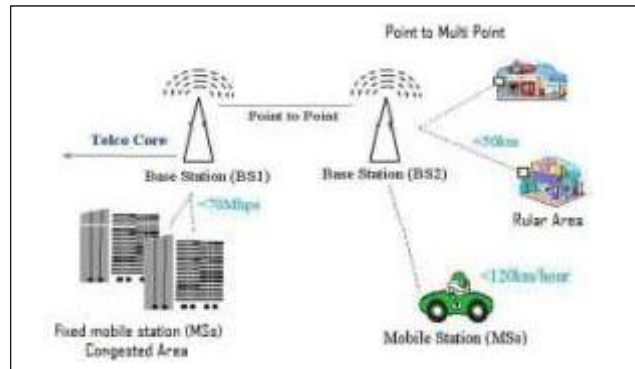 Point to Multi Point
Point to Point
Telco Core
Base Station (BS1)
Base Station (BS2)
<50km
<70Mbps
Rular Area
<120km/hour
Fixed mobile station (MSs)
Congested Area
Mobile Station (MSs)